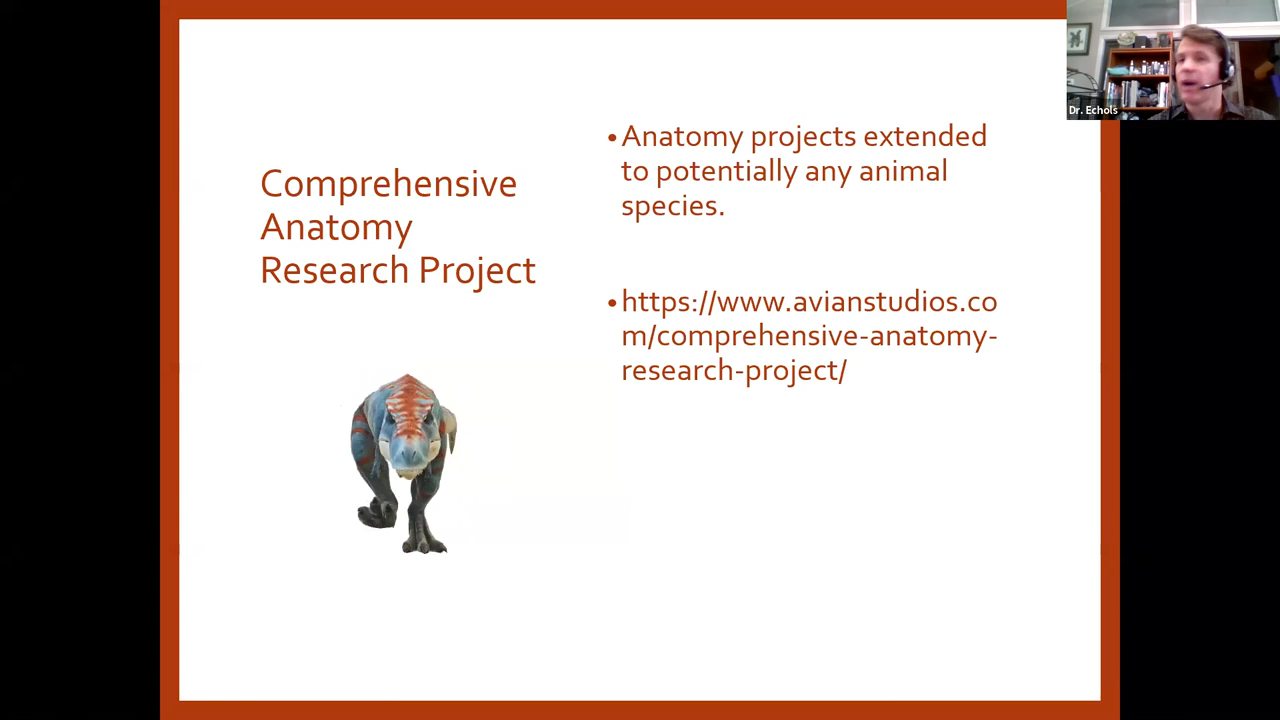 Comprehensive
Anatomy
Research Project
•Anatomy projects extended
to potentially any animal
species.
•https://www.avianstudios.co
m/comprehensive-anatomy-
research-project/
Dr. Echols